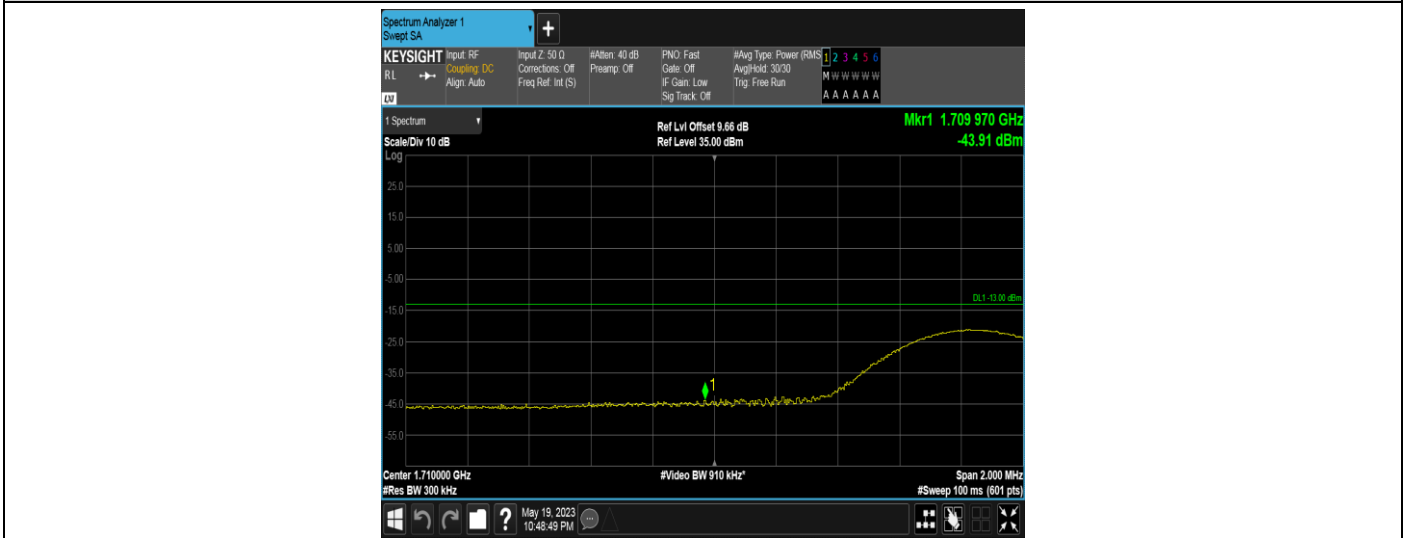 Spectrum Analyzer 1
Swept SA
+
KEYSIGHT
RL
LXI
Input: RF
Coupling: DC
Align: Auto
Input Z: 50 Ω
Corrections: Off
Freq Ref: Int (S)
#Atten: 40 dB
Preamp: Off
PNO: Fast
Gate: Off
IF Gain: Low
Sig Track: Off
#Avg Type: Power (RMS
Avg|Hold: 30/30
Trig: Free Run
1 2 3 4 5 6
M W W W W W
A A A A A A
1 Spectrum
Scale/Div 10 dB
Ref Lvl Offset 9.66 dB
Ref Level 35.00 dBm
Mkr1 1.709 970 GHz
-43.91 dBm
Log
25.0
15.0
5.00
-5.00
DL1 -13.00 dBm
-15.0
-25.0
-35.0
1
-45.0
-55.0
Center 1.710000 GHz
#Video BW 910 kHz*
Span 2.000 MHz
#Res BW 300 kHz
#Sweep 100 ms (601 pts)
?
May 19, 2023
10:48:49 PM